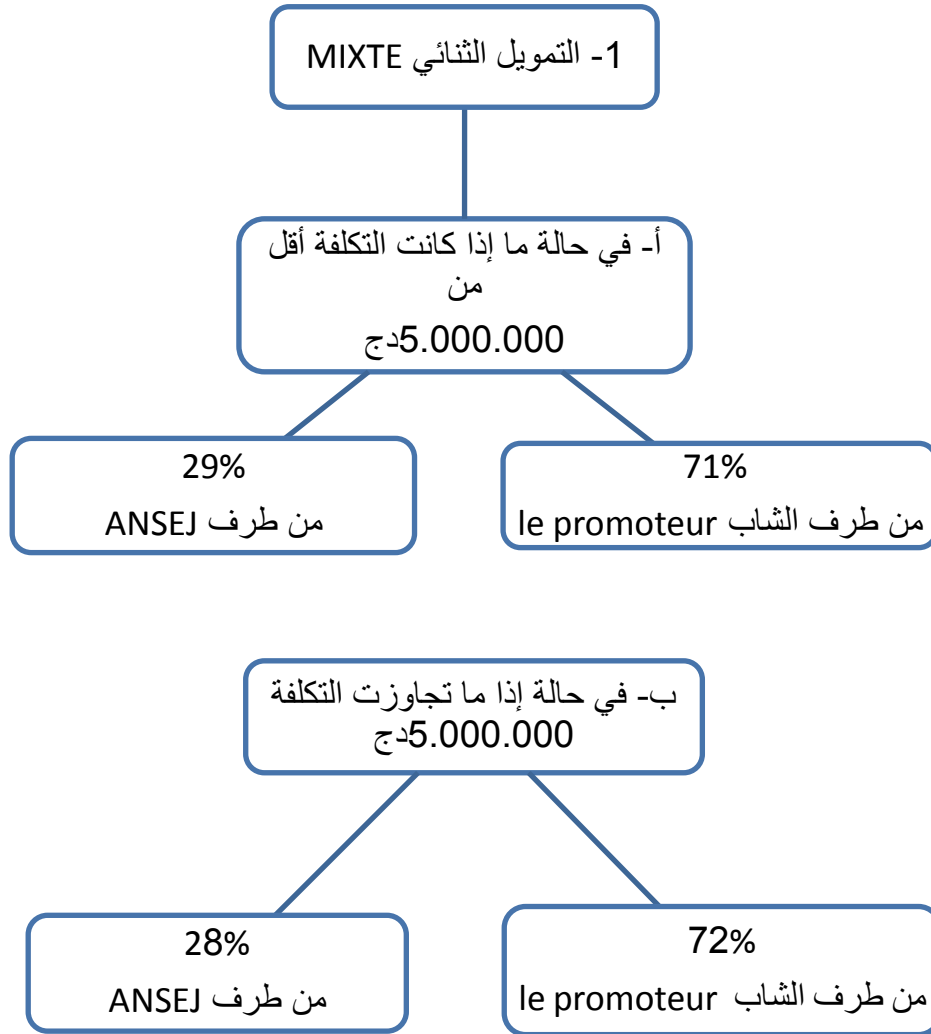 1- التمويل الثنائي MIXTE
أ- في حالة ما إذا كانت التكلفة أقل
من
5.000.000دج
71%
من طرف الشاب le promoteur
29%
من طرف ANSEJ
ب- في حالة إذا ما تجاوزت التكلفة
5.000.000دج
72%
من طرف الشاب le promoteur
28%
من طرف ANSEJ